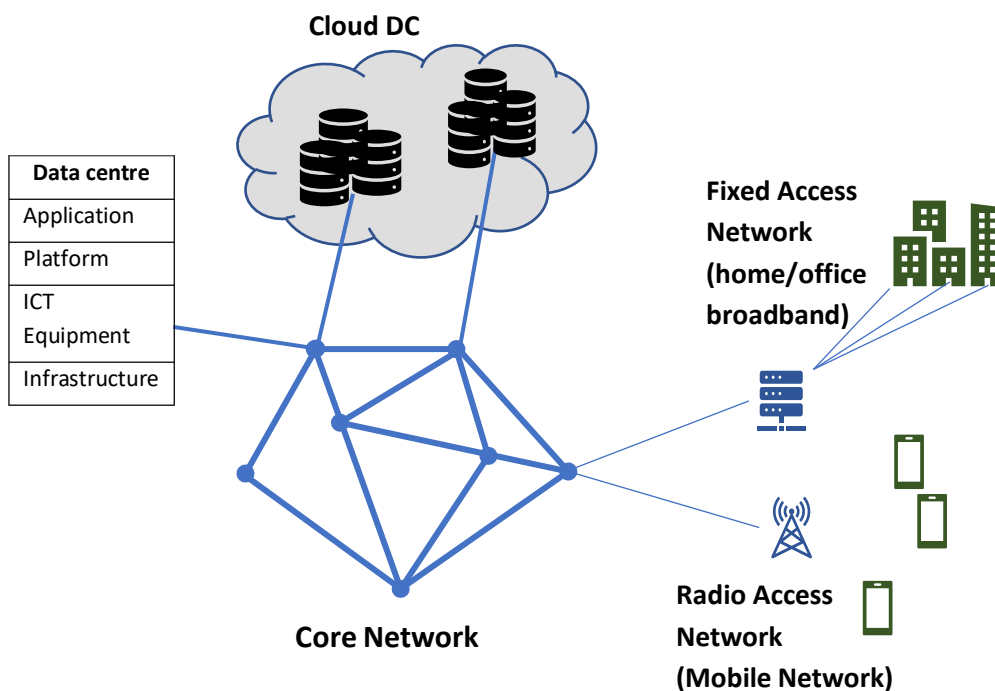 Cloud DC
Data centre
Application
Platform
ICT
Equipment
Infrastructure
Fixed Access
Network
(home/office
broadband)
Core Network
Radio Access
Network
(Mobile Network)